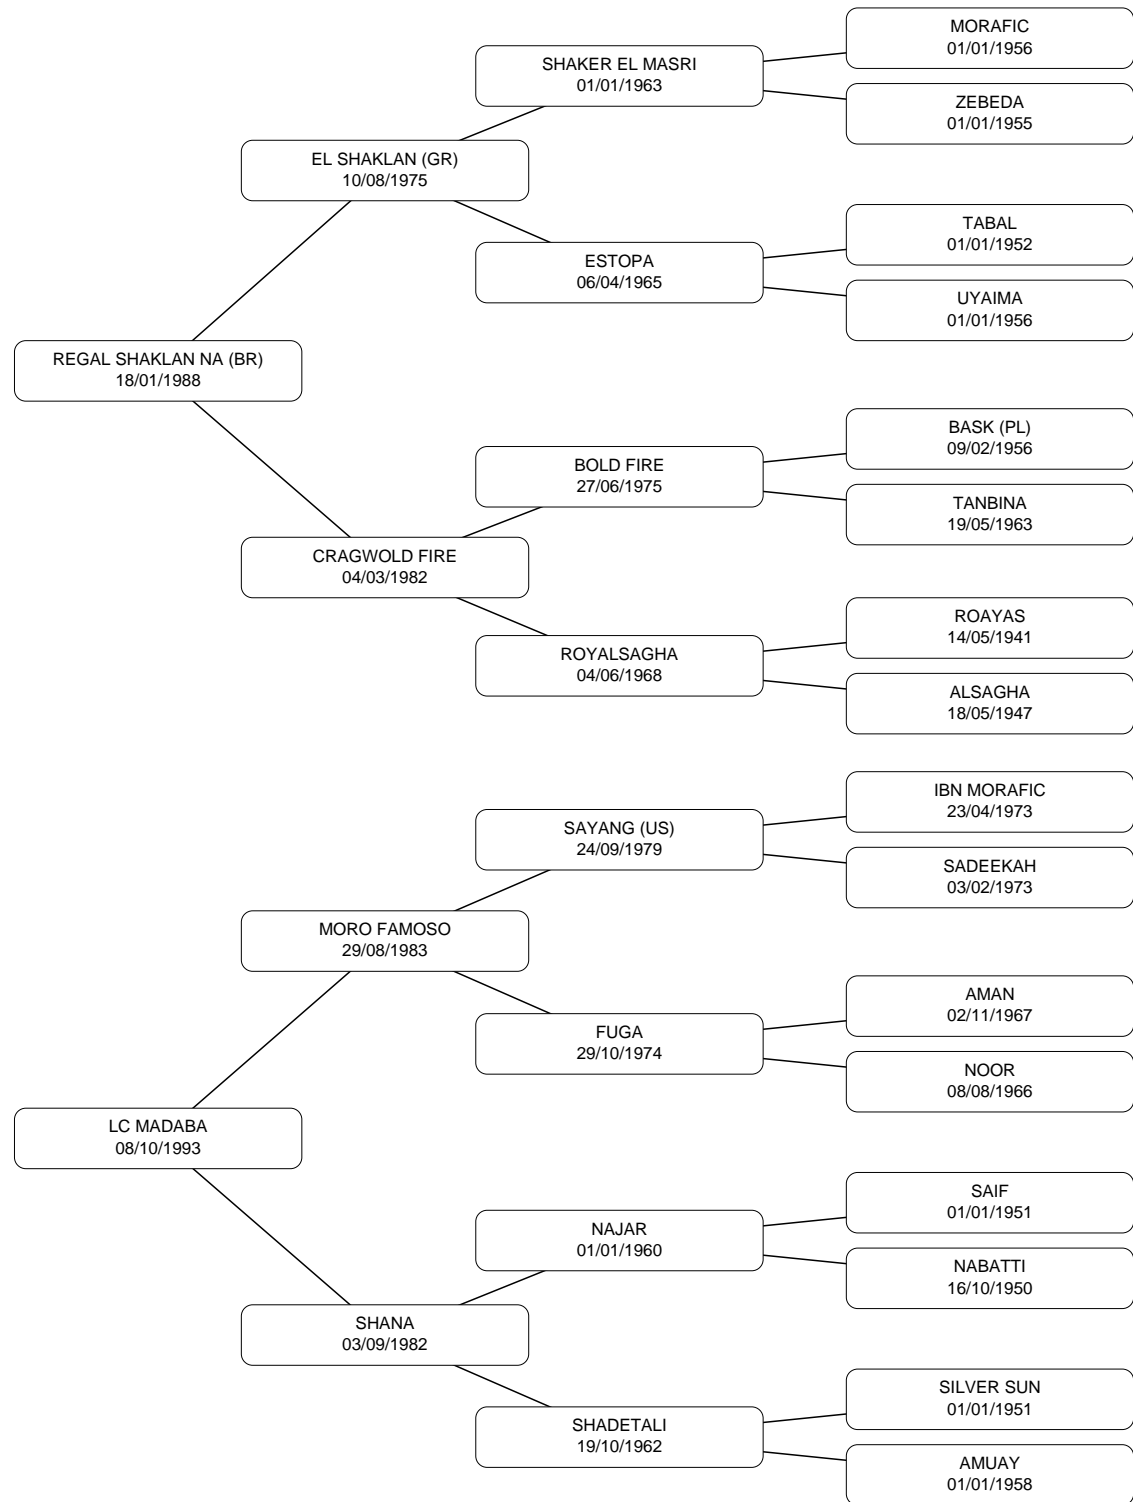 MORAFIC
01/01/1956
SHAKER EL MASRI
01/01/1963
ZEBEDA
01/01/1955
EL SHAKLAN (GR)
10/08/1975
TABAL
01/01/1952
ESTOPA
06/04/1965
UYAIMA
01/01/1956
REGAL SHAKLAN NA (BR)
18/01/1988
BASK (PL)
09/02/1956
BOLD FIRE
27/06/1975
TANBINA
19/05/1963
CRAGWOLD FIRE
04/03/1982
ROAYAS
14/05/1941
ROYALSAGHA
04/06/1968
ALSAGHA
18/05/1947
IBN MORAFIC
23/04/1973
SAYANG (US)
24/09/1979
SADEEKAH
03/02/1973
MORO FAMOSO
29/08/1983
AMAN
02/11/1967
FUGA
29/10/1974
NOOR
08/08/1966
LC MADABA
08/10/1993
SAIF
01/01/1951
NAJAR
01/01/1960
NABATTI
16/10/1950
SHANA
03/09/1982
SILVER SUN
01/01/1951
SHADETALI
19/10/1962
AMUAY
01/01/1958